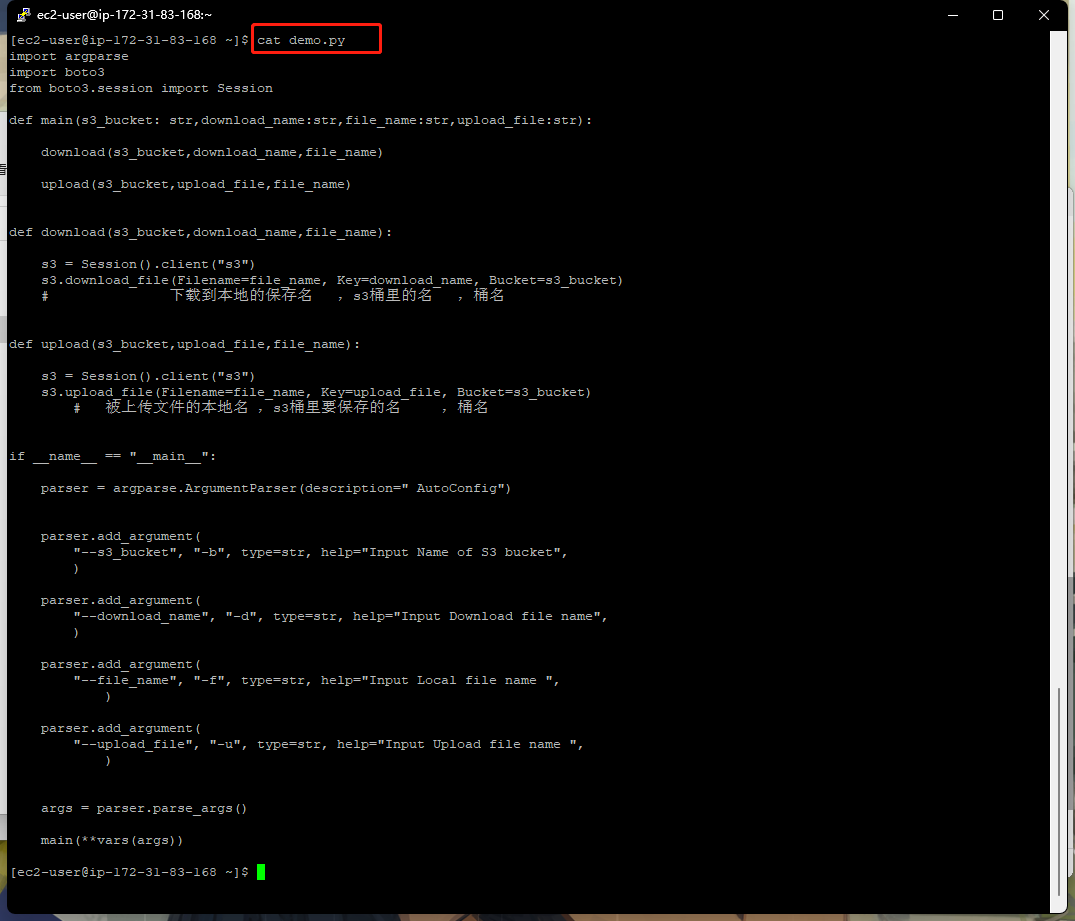 ec2-user@ip-172-31-83-168:~
[ec2-user@ip-172-31-83-168 ~]$ cat demo.py
import argparse
import boto3
from boto3.session import Session
def main(s3_bucket: str,download_name:str,file_name:str,upload_file:str):
    download(s3_bucket,download_name,file_name)
    upload(s3_bucket,upload_file,file_name)
def download(s3_bucket,download_name,file_name):
    s3 = Session().client("s3")
    s3.download_file(Filename=file_name, Key=download_name, Bucket=s3_bucket)
    #               下载到本地的保存名   ，s3桶里的名   ，桶名
def upload(s3_bucket,upload_file,file_name):
    s3 = Session().client("s3")
    s3.upload_file(Filename=file_name, Key=upload_file, Bucket=s3_bucket)
        #   被上传文件的本地名 ，s3桶里要保存的名     ，桶名
if __name__ == "__main__":
    parser = argparse.ArgumentParser(description=" AutoConfig")
    parser.add_argument(
        "--s3_bucket", "-b", type=str, help="Input Name of S3 bucket",
        )
    parser.add_argument(
        "--download_name", "-d", type=str, help="Input Download file name",
        )
    parser.add_argument(
        "--file_name", "-f", type=str, help="Input Local file name ",
            )
    parser.add_argument(
        "--upload_file", "-u", type=str, help="Input Upload file name ",
            )
    args = parser.parse_args()
    main(**vars(args))
[ec2-user@ip-172-31-83-168 ~]$